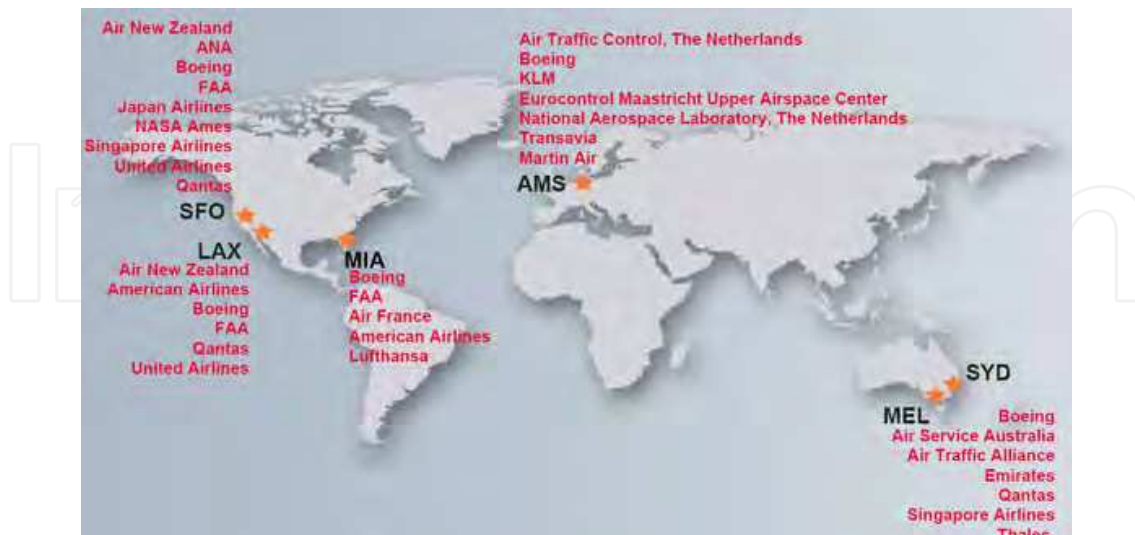 Air New Zealand
ANA
Boeing
FAA
Japan Airlines
NASA Ames
Singapore Airlines
United Airlines
Qantas
SFO
LAX
Air New Zealand
American Airlines
Boeing
FAA
Qantas
United Airlines
MIA
Boeing
FAA
Air France
American Airlines
Lufthansa
Air Traffic Control, The Netherlands
Boeing
KLM
Eurocontrol Maastricht Upper Airspace Center
National Aerospace Laboratory, The Netherlands
Transavia
Martin Air
AMS
SYD
MEL
Boeing
Air Service Australia
Air Traffic Alliance
Emirates
Qantas
Singapore Airlines
Thales